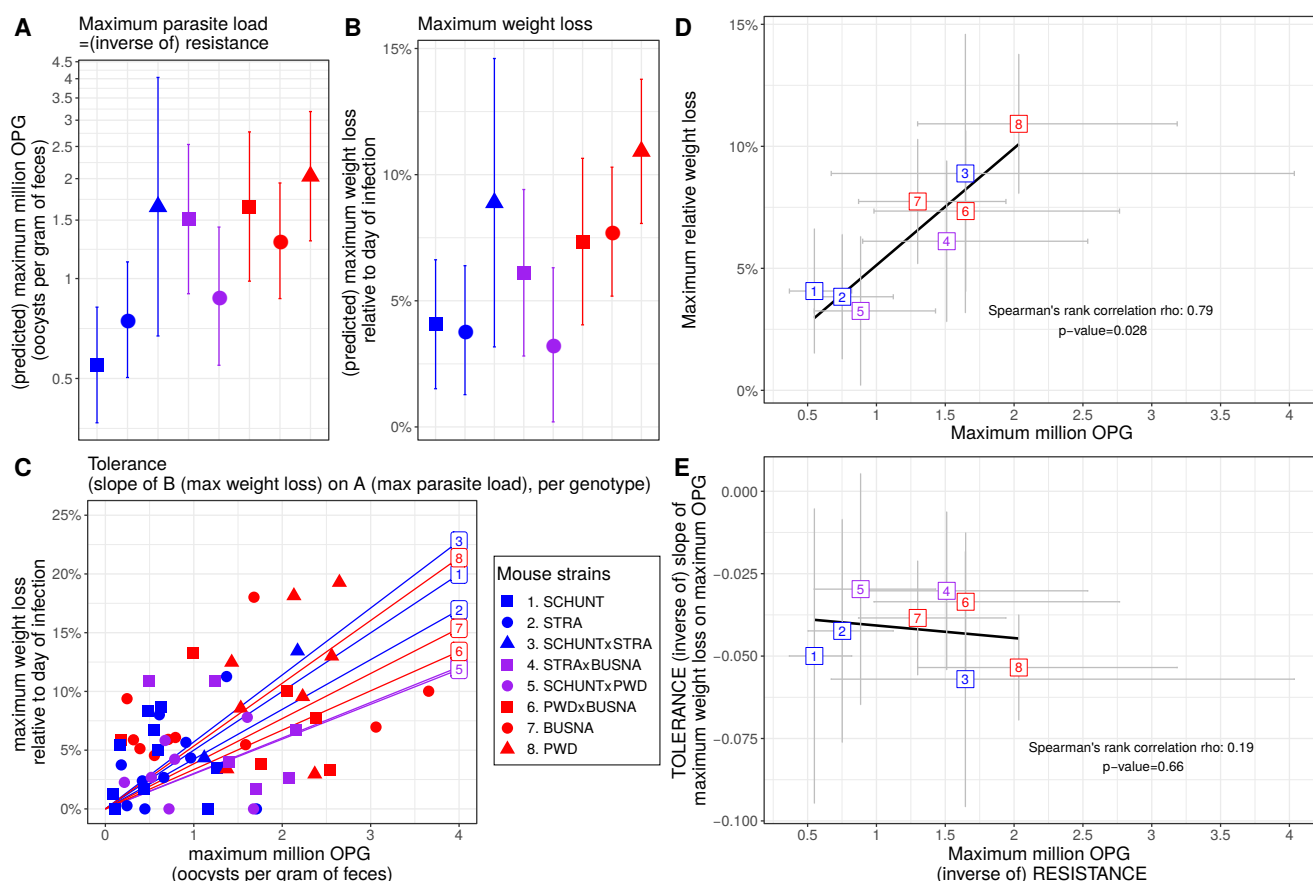 A
Maximum parasite load
=(inverse of) resistance
(predicted) maximum million OPG
(oocysts per gram of feces)
4.5
4
3.5
3
2.5
2
1.5
1
0.5
B
Maximum weight loss
(predicted) maximum weight loss
relative to day of infection
15%
10%
5%
0%
C
Tolerance
(slope of B (max weight loss) on A (max parasite load), per genotype)
maximum weight loss
relative to day of infection
25%
20%
15%
10%
5%
0%
3
8
1
2
7
6
5
0
1
2
3
4
maximum million OPG
(oocysts per gram of feces)
Mouse strains
1. SCHUNT
2. STRA
3. SCHUNTxSTRA
4. STRAxBUSNA
5. SCHUNTxPWD
6. PWDxBUSNA
7. BUSNA
8. PWD
D
Maximum relative weight loss
15%
10%
5%
0%
8
3
7
6
4
1
2
5
Spearman's rank correlation rho: 0.79
p-value=0.028
0.5
1
1.5
2
2.5
3
3.5
4
Maximum million OPG
E
TOLERANCE (inverse of) slope of
maximum weight loss on maximum OPG
0.000
-0.025
-0.050
-0.075
-0.100
5
4
6
7
2
1
8
3
Spearman's rank correlation rho: 0.19
p-value=0.66
0.5
1
1.5
2
2.5
3
3.5
4
Maximum million OPG
(inverse of) RESISTANCE